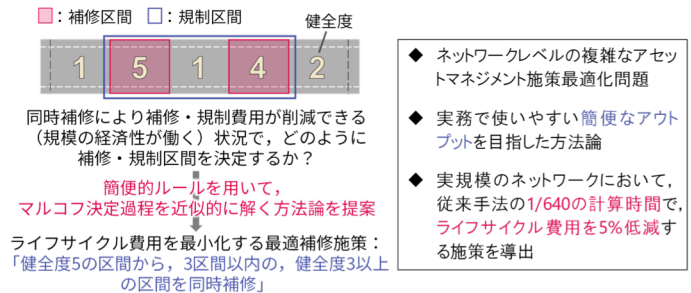 ：補修区間 ：規制区間
健全度
1 5 1 4 2
同時補修により補修・規制費用が削減できる
（規模の経済性が働く）状況で，どのように
補修・規制区間を決定するか？
簡便的ルールを用いて，
マルコフ決定過程を近似的に解く方法論を提案
ライフサイクル費用を最小化する最適補修施策：
「健全度5の区間から，3区間以内の，健全度3以上
の区間を同時補修」
◆ ネットワークレベルの複雑なアセッ
トマネジメント施策最適化問題
◆ 実務で使いやすい簡便なアウト
プットを目指した方法論
◆ 実規模のネットワークにおいて，
従来手法の1/640の計算時間で，
ライフサイクル費用を5%低減す
る施策を導出